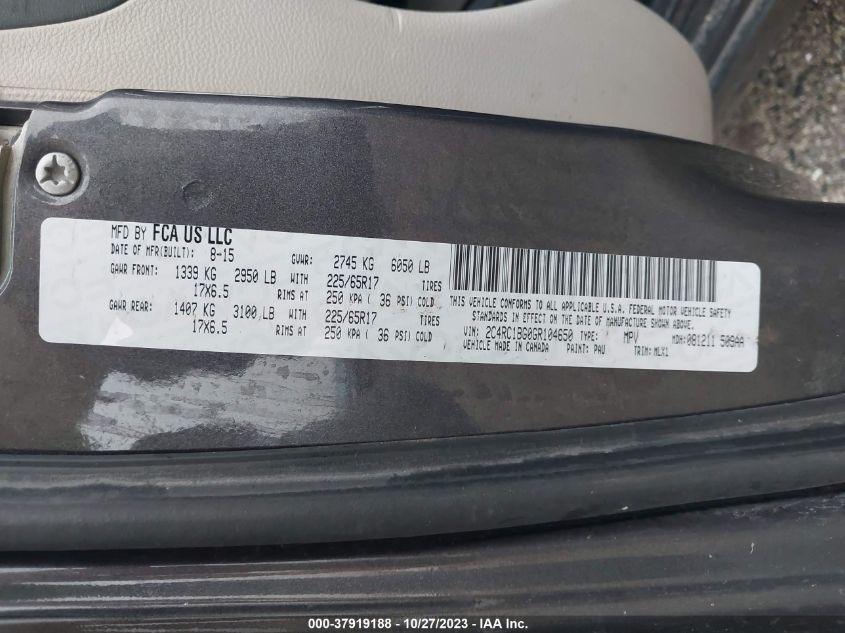 MFD BY FCA US LLC
DATE OF MFR(BUILT): 8-15 GVWR: 2745 KG 6050 LB
GAWR FRONT: 1339 KG 2950 LB WITH 225/65R17 TIRES
17X6.5 RIMS AT 250 KPA ( 36 PSI) COLD
GAWR REAR: 1407 KG 3100 LB WITH 225/65R17 TIRES
17X6.5 RIMS AT 250 KPA ( 36 PSI) COLD
THIS VEHICLE CONFORMS TO ALL APPLICABLE U.S.A. FEDERAL MOTOR VEHICLE SAFETY
STANDARDS IN EFFECT ON THE DATE OF MANUFACTURE SHOWN ABOVE.
VIN: 2C4RC1BG0GR104650 TYPE: MPV MDH: 081211 509AA
VEHICLE MADE IN CANADA PAINT: PAU TRIM: MLX1
000-37919188 - 10/27/2023 - IAA Inc.